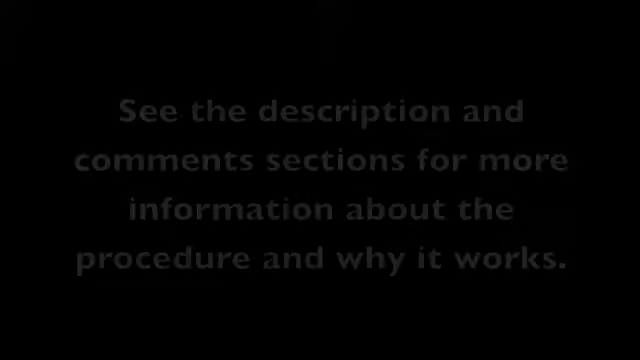 See the description and
comments sections for more
information about the
procedure and why it works.